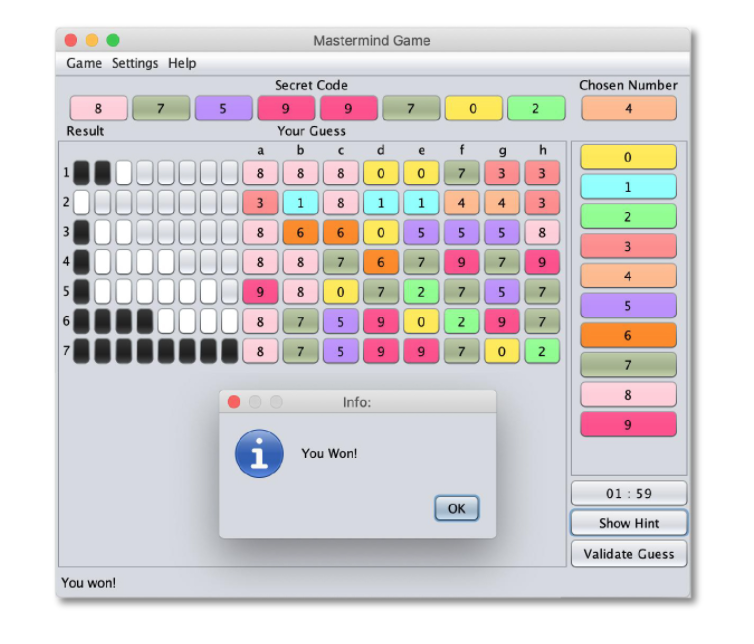 Mastermind Game
Game Settings Help
Secret Code Chosen Number
8 7 5 9 9 7 0 2 4
Result Your Guess
a b c d e f g h
1 8 8 8 0 0 7 3 3
2 3 1 8 1 1 4 4 3
3 8 6 6 0 5 5 5 8
4 8 8 7 6 7 9 7 9
5 9 8 0 7 2 7 5 7
6 8 7 5 9 0 2 9 7
7 8 7 5 9 9 7 0 2
0
1
2
3
4
5
6
7
8
9
Info:
i
You Won!
OK
01 : 59
Show Hint
Validate Guess
You won!